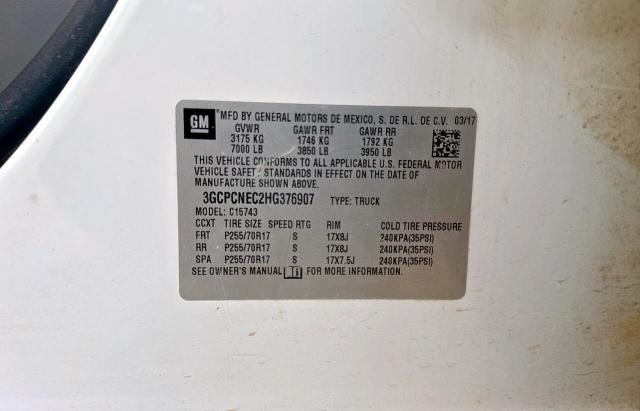 GM MFD BY GENERAL MOTORS DE MEXICO, S. DE R.L. DE C.V. 03/17
GVWR GAWR FRT GAWR RR
3175 KG 1746 KG 1792 KG
7000 LB 3850 LB 3950 LB
THIS VEHICLE CONFORMS TO ALL APPLICABLE U.S. FEDERAL MOTOR
VEHICLE SAFETY STANDARDS IN EFFECT ON THE DATE OF
MANUFACTURE SHOWN ABOVE.
3GCPCNEC2HG376907 TYPE: TRUCK
MODEL: C15743
CCXT TIRE SIZE SPEED RTG RIM COLD TIRE PRESSURE
FRT P255/70R17 S 17X8J 240KPA(35PSI)
RR P255/70R17 S 17X8J 240KPA(35PSI)
SPA P255/70R17 S 17X7.5J 240KPA(35PSI)
SEE OWNER'S MANUAL FOR MORE INFORMATION.